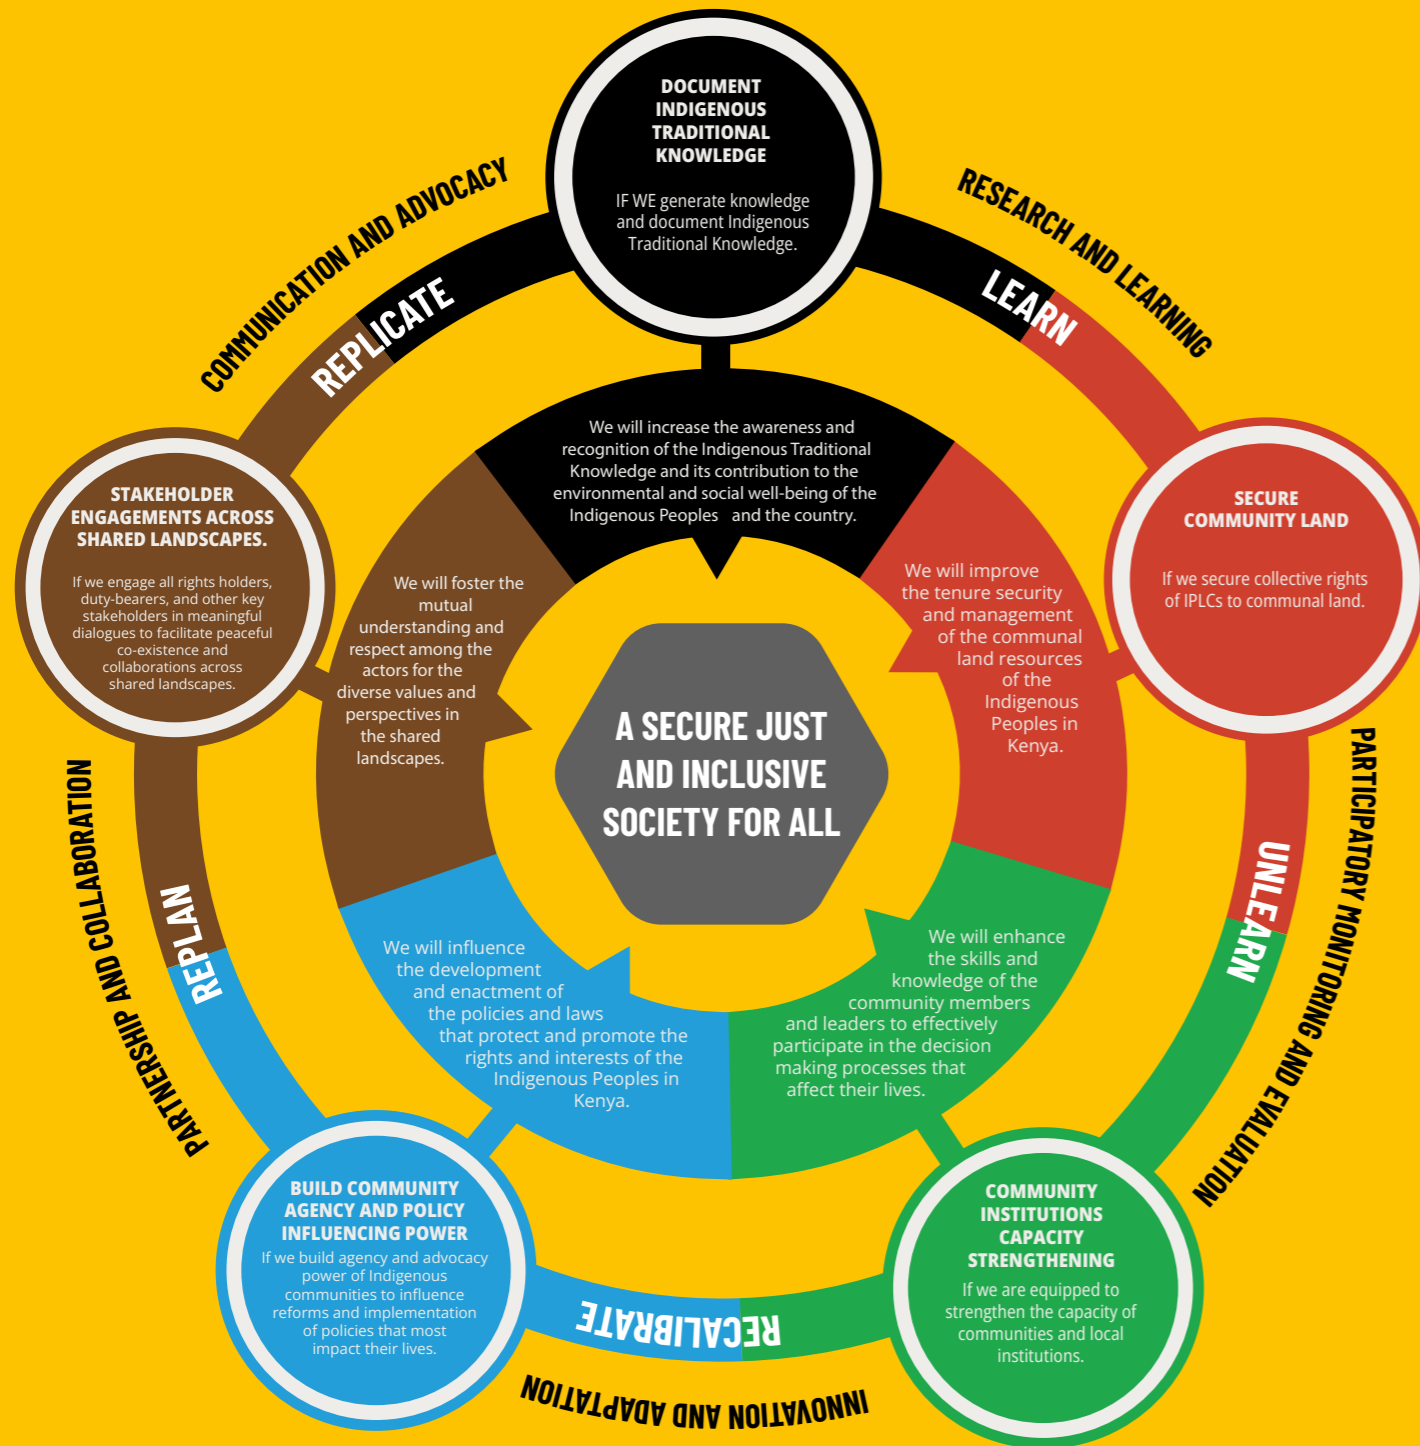 DOCUMENT
INDIGENOUS
TRADITIONAL
KNOWLEDGE
IF WE generate knowledge
and document Indigenous
Traditional Knowledge.
COMMUNICATION AND ADVOCACY
RESEARCH AND LEARNING
REPLICATE
LEARN
We will increase the awareness and
recognition of the Indigenous Traditional
Knowledge and its contribution to the
environmental and social well-being of the
Indigenous Peoples and the country.
STAKEHOLDER
ENGAGEMENTS ACROSS
SHARED LANDSCAPES.
If we engage all rights holders,
duty-bearers, and other key
stakeholders in meaningful
dialogues to facilitate peaceful
co-existence and
collaborations across
shared landscapes.
We will foster the
mutual
understanding and
respect among the
actors for the
diverse values and
perspectives in
the shared
landscapes.
A SECURE JUST
AND INCLUSIVE
SOCIETY FOR ALL
We will improve
the tenure security
and management
of the communal
land resources
of the
Indigenous
Peoples in
Kenya.
SECURE
COMMUNITY LAND
If we secure collective rights
of IPLCs to communal land.
PARTNERSHIP AND COLLABORATION
REPLAN
UNLEARN
PARTICIPATORY MONITORING AND EVALUATION
We will influence
the development
and enactment of
the policies and laws
that protect and promote the
rights and interests of the
Indigenous Peoples in
Kenya.
We will enhance
the skills and
knowledge of the
community members
and leaders to effectively
participate in the decision
making processes that
affect their lives.
BUILD COMMUNITY
AGENCY AND POLICY
INFLUENCING POWER
If we build agency and advocacy
power of Indigenous
communities to influence
reforms and implementation
of policies that most
impact their lives.
COMMUNITY
INSTITUTIONS
CAPACITY
STRENGTHENING
If we are equipped to
strengthen the capacity of
communities and local
institutions.
RECALIBRATE
INNOVATION AND ADAPTATION